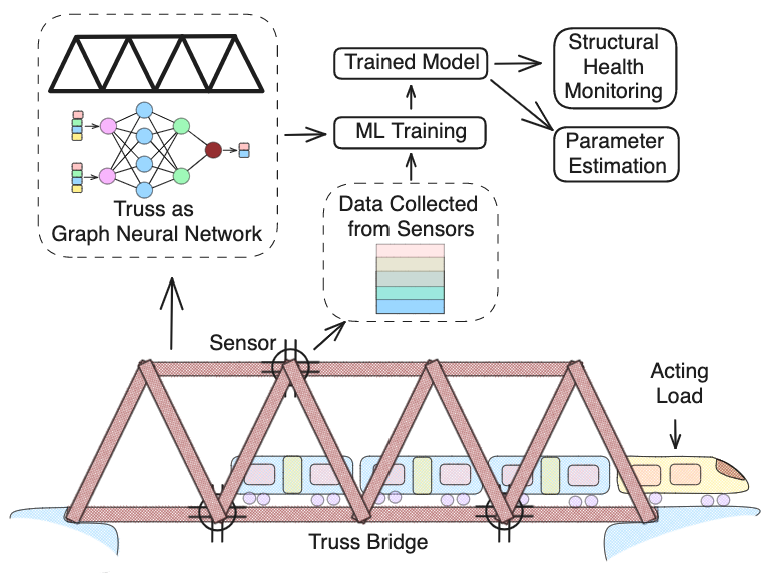 Structural
Health
Monitoring
Trained Model
ML Training
Parameter
Estimation
Truss as
Graph Neural Network
Data Collected
from Sensors
Sensor
Acting
Load
Truss Bridge